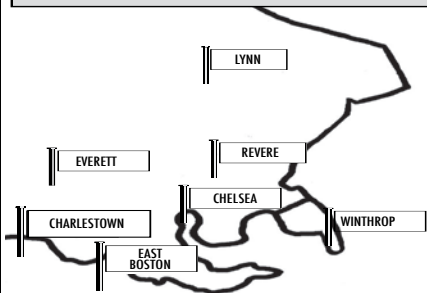 LYNN
REVERE
EVERETT
CHELSEA
CHARLESTOWN
WINTHROP
EAST
BOSTON